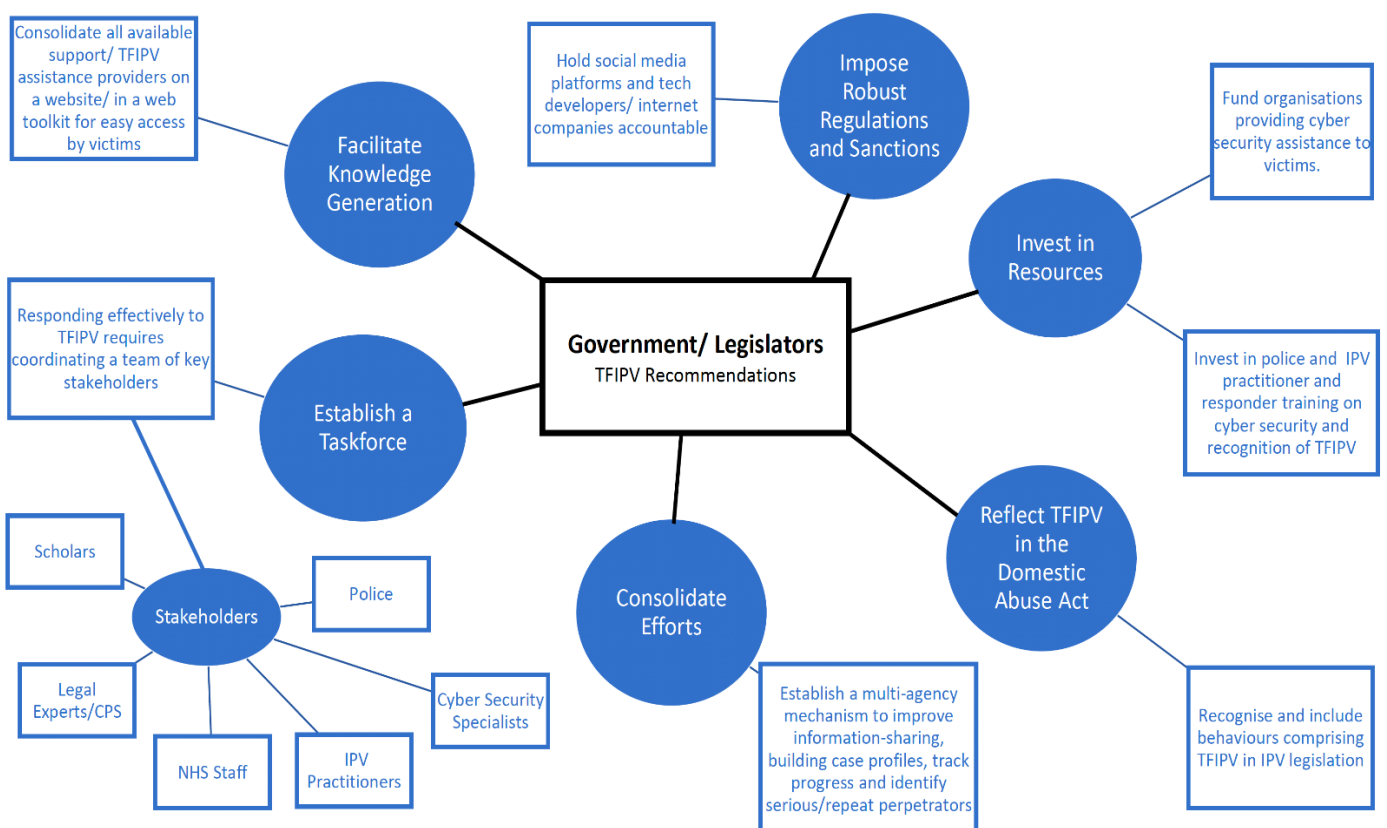 Consolidate all available
support/ TFIPV
assistance providers on
a website/ in a web
toolkit for easy access
by victims
Facilitate
Knowledge
Generation
Hold social media
platforms and tech
developers/ internet
companies accountable
Impose
Robust
Regulations
and Sanctions
Fund organisations
providing cyber
security assistance to
victims.
Invest in
Resources
Invest in police and IPV
practitioner and
responder training on
cyber security and
recognition of TFIPV
Government/ Legislators
TFIPV Recommendations
Responding effectively to
TFIPV requires
coordinating a team of key
stakeholders
Establish a
Taskforce
Reflect TFIPV
in the
Domestic
Abuse Act
Recognise and include
behaviours comprising
TFIPV in IPV legislation
Consolidate
Efforts
Establish a multi-agency
mechanism to improve
information-sharing,
building case profiles, track
progress and identify
serious/repeat perpetrators
Stakeholders
Scholars
Police
Legal
Experts/CPS
NHS Staff
IPV
Practitioners
Cyber Security
Specialists